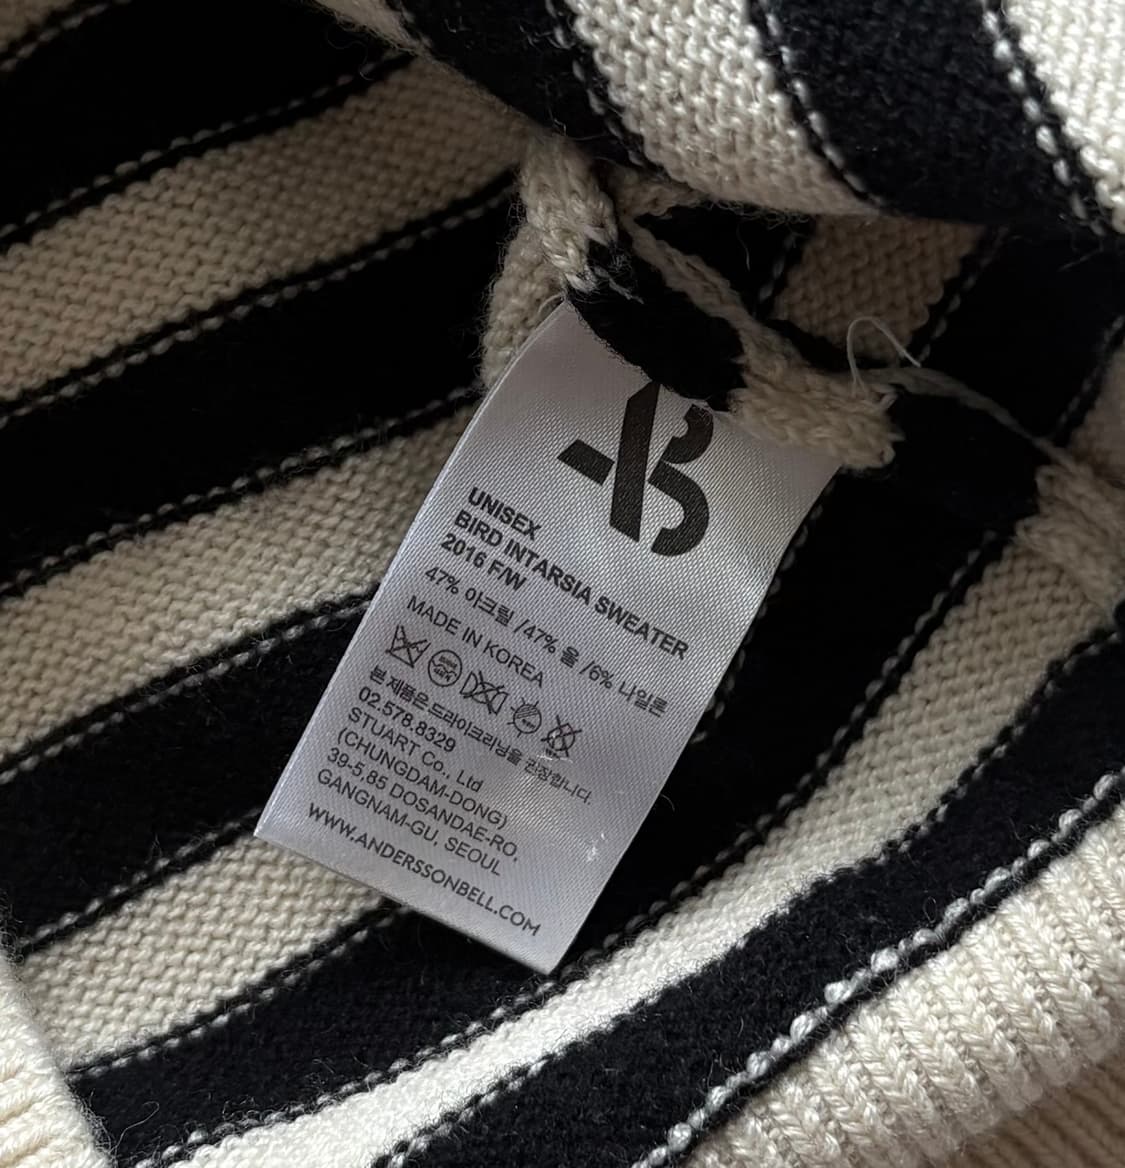 UNISEX
BIRD INTARSIA SWEATER
2016 F/W
47% 아크릴 /47% 울 /6% 나일론
MADE IN KOREA
본 제품은 드라이크리닝을 권장합니다.
02.578.8329
STUART Co., Ltd
(CHUNGDAM-DONG)
39-5,85 DOSANDAE-RO,
GANGNAM-GU, SEOUL
WWW.ANDERSSONBELL.COM